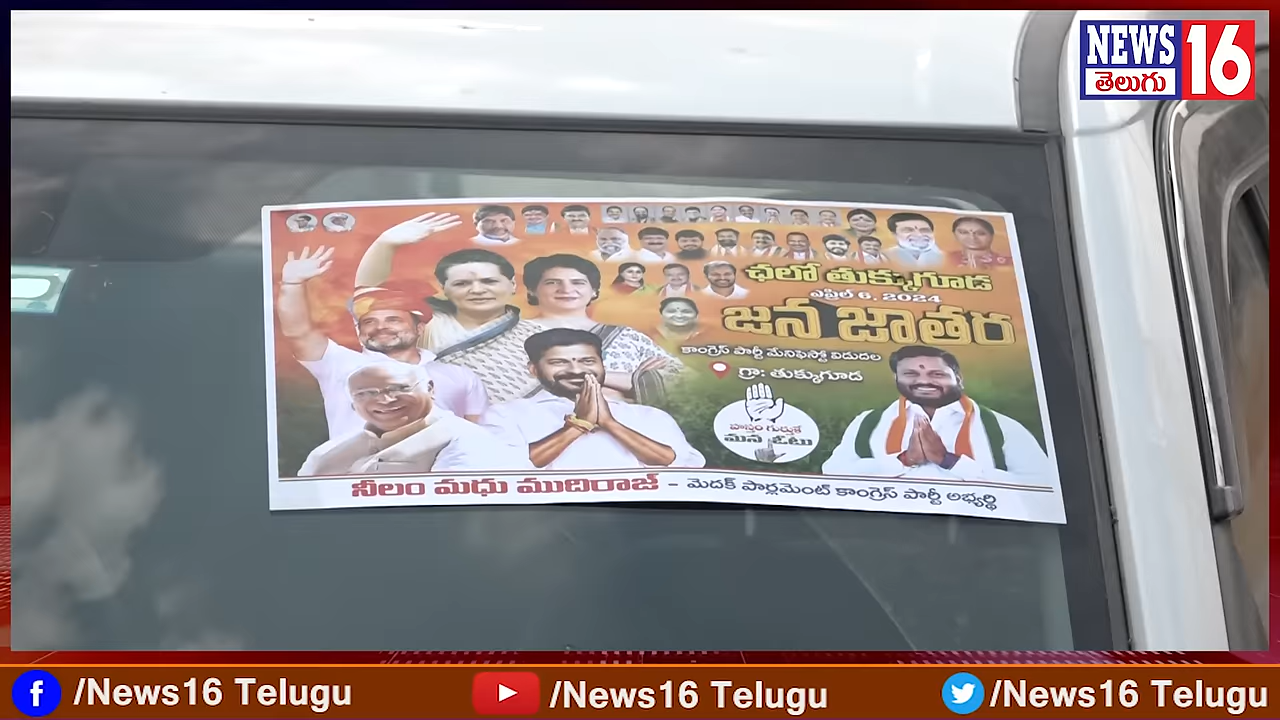 NEWS 16
తెలుగు
ఛలో తుక్కుగూడ
ఎప్రిల్ 6, 2024
జన జాతర
కాంగ్రెస్ పార్టీ మేనిఫెస్టో విడుదల
గ్రా: తుక్కుగూడ
హస్తం గుర్తుకే
మన ఓటు
నీలం మధు ముదిరాజ్ - మెదక్ పార్లమెంట్ కాంగ్రెస్ పార్టీ అభ్యర్థి
/News16 Telugu /News16 Telugu /News16 Telugu